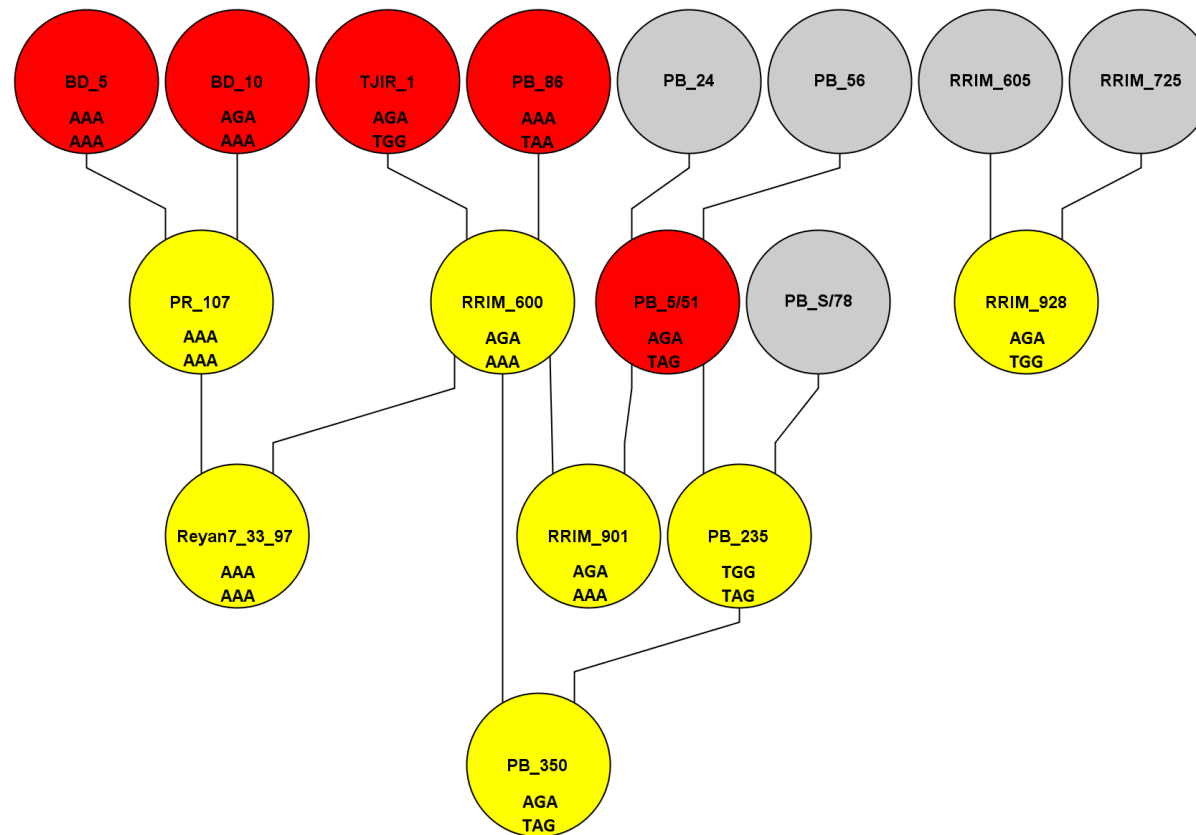 BD_5
AAA
AAA
BD_10
AGA
AAA
TJIR_1
AGA
TGG
PB_86
AAA
TAA
PB_24
PB_56
RRIM_605
RRIM_725
PR_107
AAA
AAA
RRIM_600
AGA
AAA
PB_5/51
AGA
TAG
PB_S/78
RRIM_928
AGA
TGG
Reyan7_33_97
AAA
AAA
RRIM_901
AGA
AAA
PB_235
TGG
TAG
PB_350
AGA
TAG